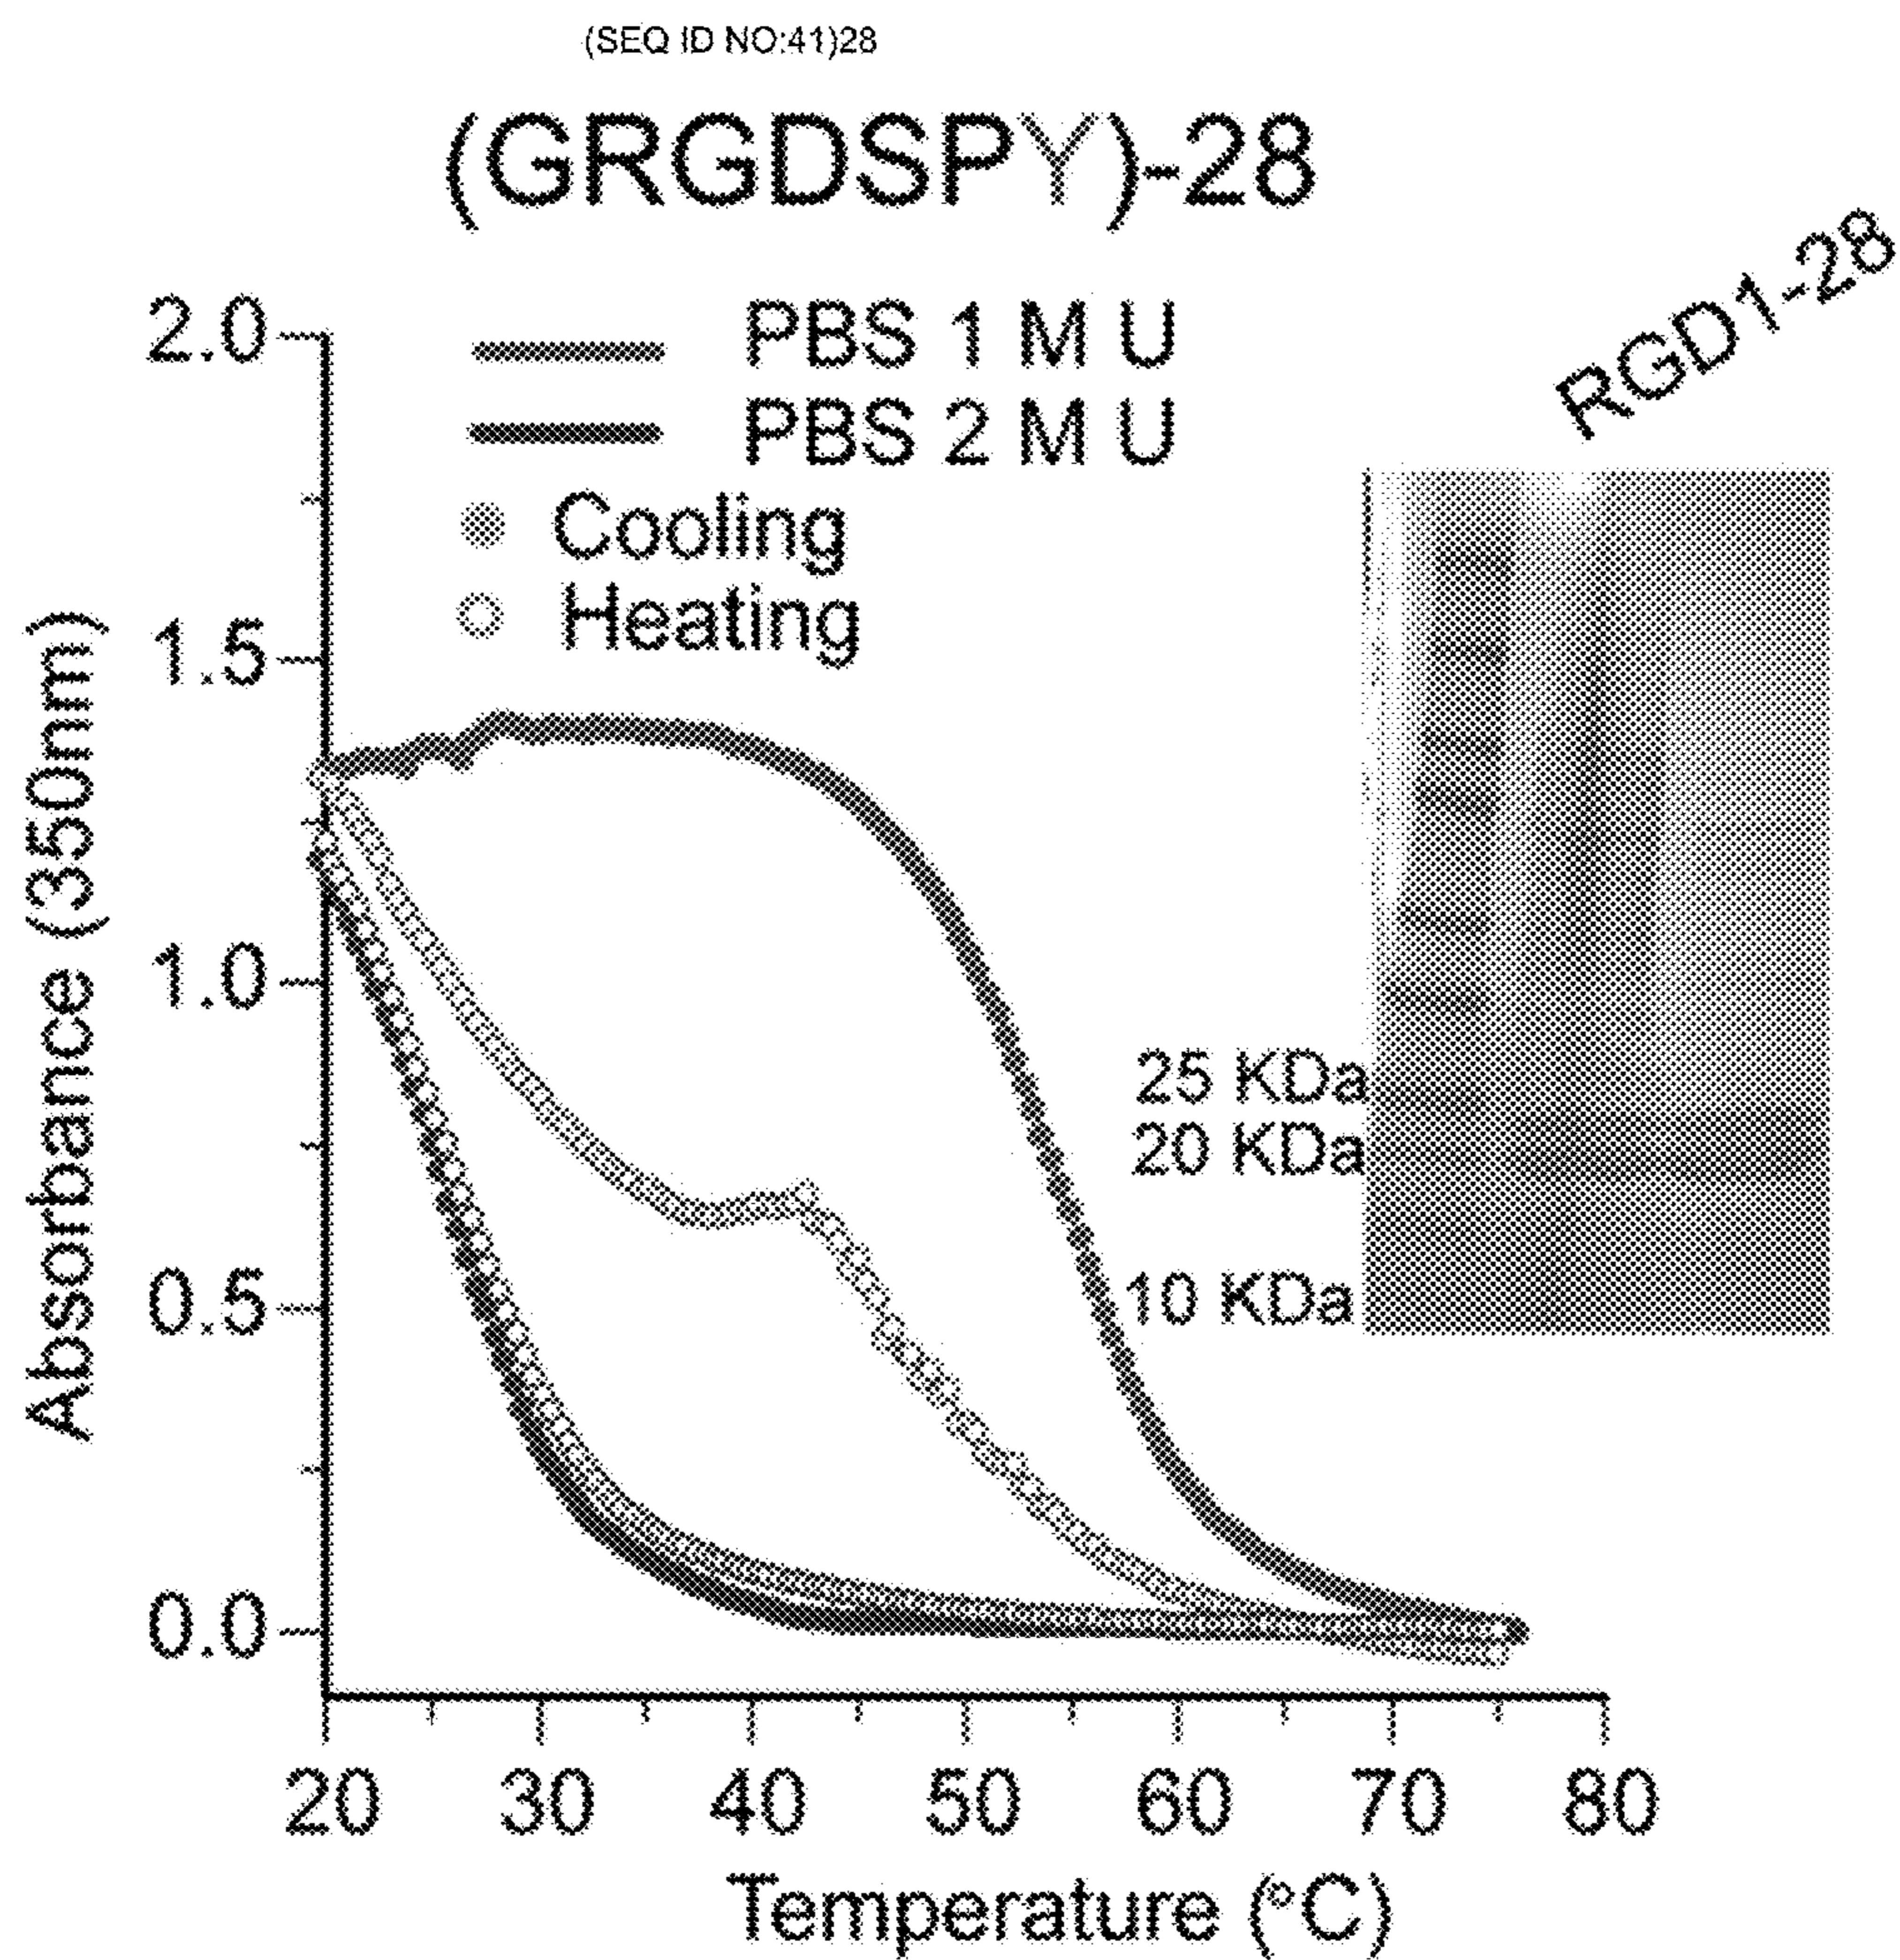 (SEQ ID NO:41)28
(GRGDSPY)-28
RGD1-28
PBS 1 M U
PBS 2 M U
Cooling
Heating
2.0
1.5
1.0
0.5
0.0
Absorbance (350nm)
25 KDa
20 KDa
10 KDa
20 30 40 50 60 70 80
Temperature (°C)